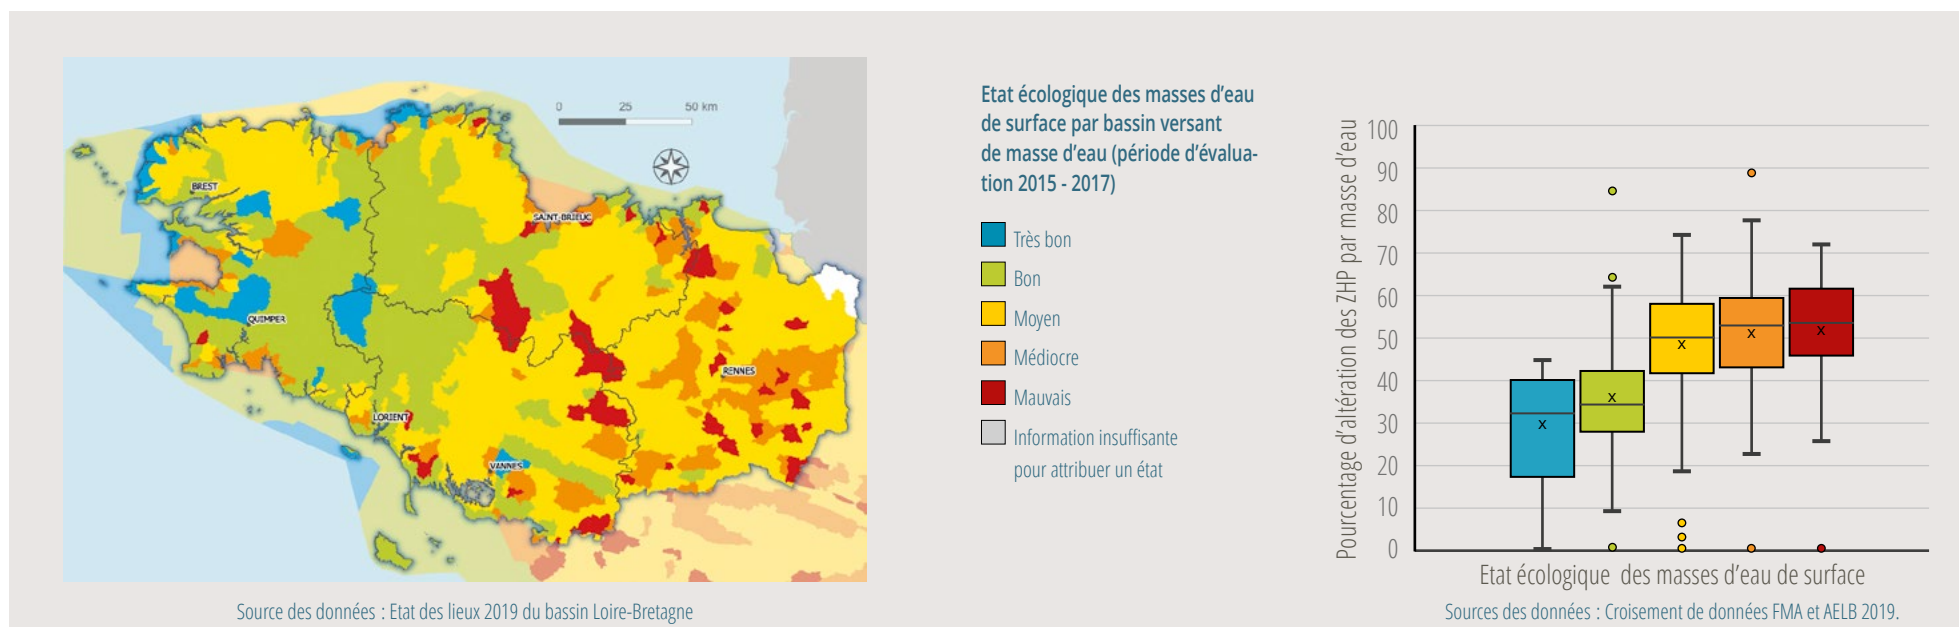 0 25 50 km
BREST
SAINT-BRIEUC
QUIMPER
RENNES
LORIENT
VANNES
Source des données : Etat des lieux 2019 du bassin Loire-Bretagne
Etat écologique des masses d'eau
de surface par bassin versant
de masse d'eau (période d'évalua-
tion 2015 - 2017)
Très bon
Bon
Moyen
Médiocre
Mauvais
Information insuffisante
pour attribuer un état
Pourcentage d'altération des ZHP par masse d'eau
100
90
80
70
60
50
40
30
20
10
0
x
x
x
x
x
Etat écologique des masses d'eau de surface
Sources des données : Croisement de données FMA et AELB 2019.